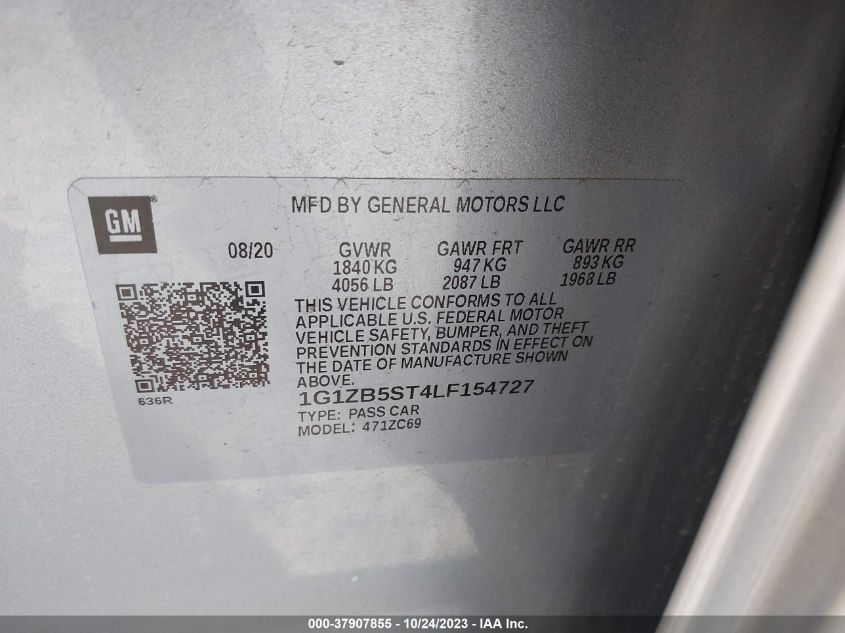 GM®
MFD BY GENERAL MOTORS LLC
08/20 GVWR GAWR FRT GAWR RR
1840 KG 947 KG 893 KG
4056 LB 2087 LB 1968 LB
THIS VEHICLE CONFORMS TO ALL
APPLICABLE U.S. FEDERAL MOTOR
VEHICLE SAFETY, BUMPER, AND THEFT
PREVENTION STANDARDS IN EFFECT ON
THE DATE OF MANUFACTURE SHOWN
ABOVE.
636R
1G1ZB5ST4LF154727
TYPE: PASS CAR
MODEL: 471ZC69
000-37907855 - 10/24/2023 - IAA Inc.